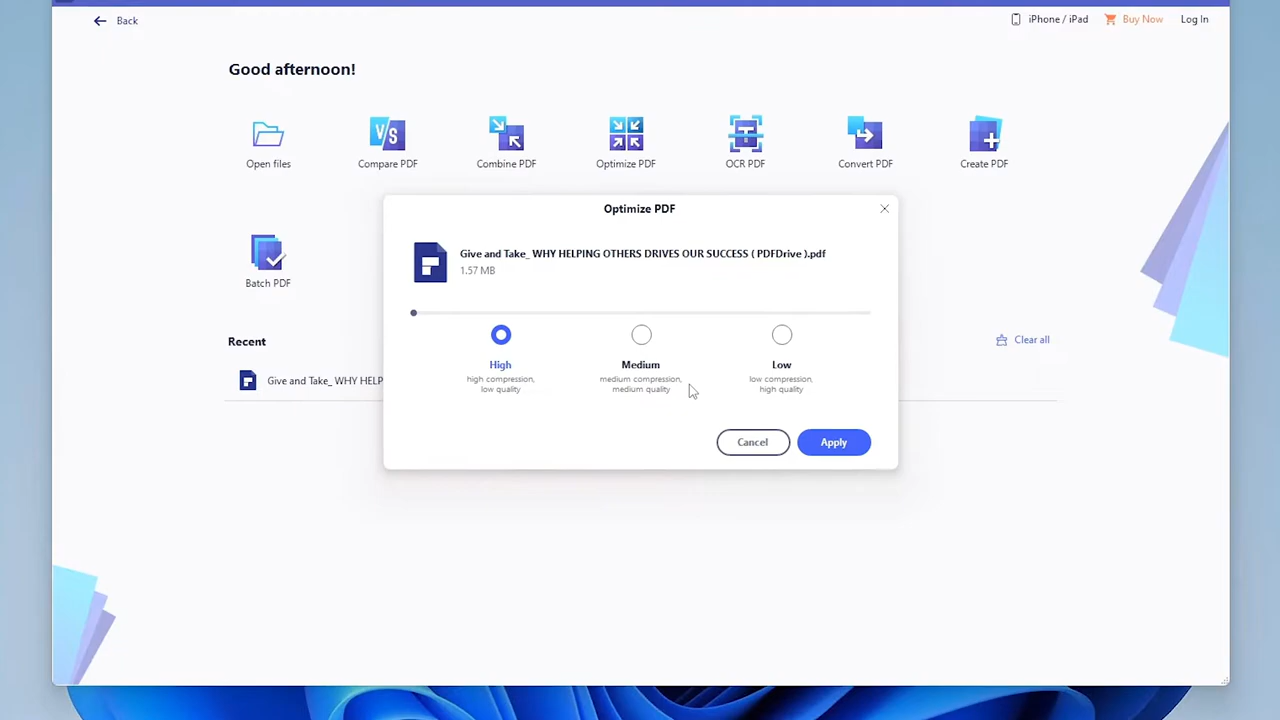 Back
iPhone / iPad
Buy Now
Log In
Good afternoon!
Open files
Compare PDF
Combine PDF
Optimize PDF
OCR PDF
Convert PDF
Create PDF
Batch PDF
Optimize PDF
Give and Take_ WHY HELPING OTHERS DRIVES OUR SUCCESS ( PDFDrive ).pdf
1.57 MB
High
high compression,
low quality
Medium
medium compression,
medium quality
Low
low compression,
high quality
Cancel
Apply
Recent
Clear all
Give and Take_ WHY HELP